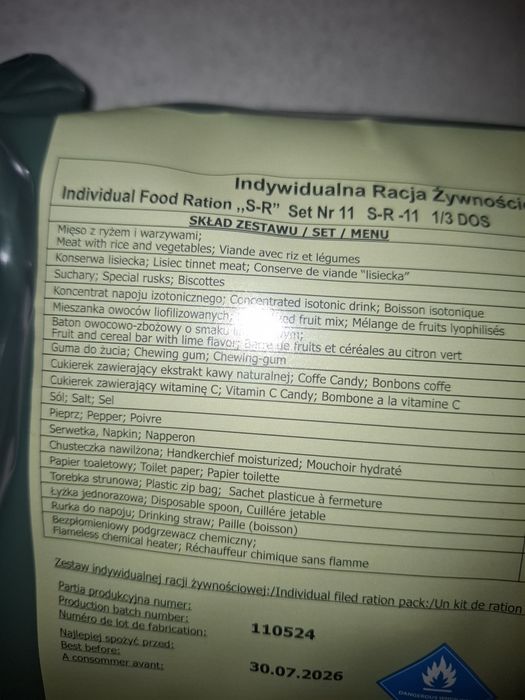 Indywidualna Racja Żywności
Individual Food Ration „S-R" Set Nr 11 S-R -11 1/3 DOS
SKŁAD ZESTAWU / SET / MENU
Mięso z ryżem i warzywami;
Meat with rice and vegetables; Viande avec riz et légumes
Konserwa lisiecka; Lisiec tinnet meat; Conserve de viande "lisiecka"
Suchary; Special rusks; Biscottes
Koncentrat napoju izotonicznego; Concentrated isotonic drink; Boisson isotonique
Mieszanka owoców liofilizowanych; fruit mix; Mélange de fruits lyophilisés
Baton owocowo-zbożowy o smaku
Fruit and cereal bar with lime flavor; Barre de fruits et céréales au citron vert
Guma do żucia; Chewing gum; Chewing-gum
Cukierek zawierający ekstrakt kawy naturalnej; Coffe Candy; Bonbons coffe
Cukierek zawierający witaminę C; Vitamin C Candy; Bombone a la vitamine C
Sól; Salt; Sel
Pieprz; Pepper; Poivre
Serwetka, Napkin; Napperon
Chusteczka nawilżona; Handkerchief moisturized; Mouchoir hydraté
Papier toaletowy; Toilet paper; Papier toilette
Torebka strunowa; Plastic zip bag; Sachet plasticue à fermeture
Łyżka jednorazowa; Disposable spoon, Cuillére jetable
Rurka do napoju; Drinking straw; Paille (boisson)
Bezpłomieniowy podgrzewacz chemiczny;
Flameless chemical heater; Réchauffeur chimique sans flamme
Zestaw indywidualnej racji żywnościowej:/Individual filed ration pack:/Un kit de ration
Partia produkcyjna numer:
Production batch number:
Numéro de lot de fabrication:
110524
Najlepiej spożyć przed:
Best before:
A consommer avant:
30.07.2026